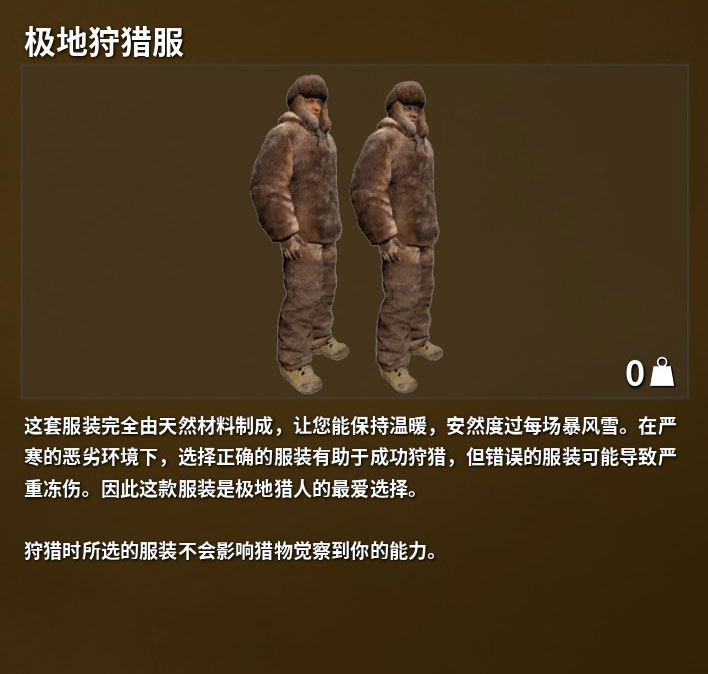 极地狩猎服
0
这套服装完全由天然材料制成，让您能保持温暖，安然度过每场暴风雪。在严
寒的恶劣环境下，选择正确的服装有助于成功狩猎，但错误的服装可能导致严
重冻伤。因此这款服装是极地猎人的最爱选择。
狩猎时所选的服装不会影响猎物觉察到你的能力。